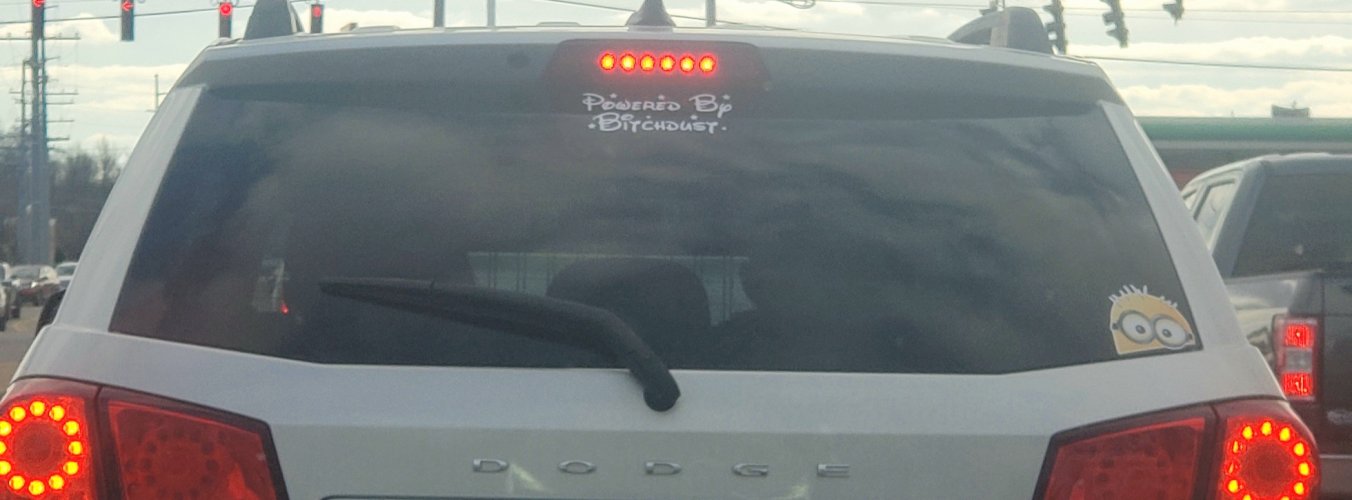 Powered By
Bitchdust
DODGE